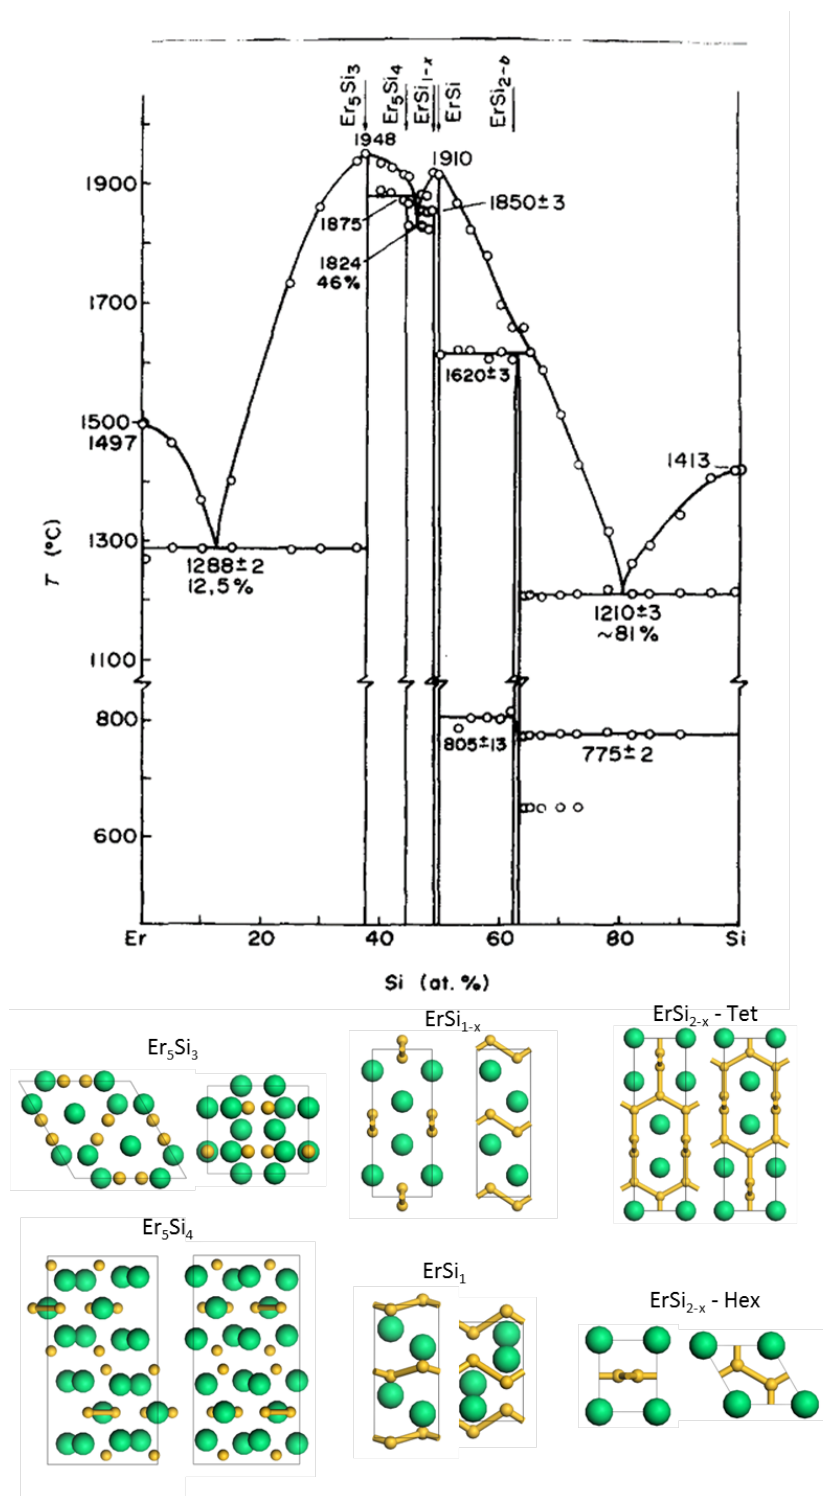 Er5Si3
Er5Si4
ErSi1-x
ErSi
ErSi2-b
1948
1910
1900
1850±3
1875
1824
46%
1700
1620±3
1500
1497
1413
1300
T (°C)
1288±2
12,5%
1210±3
~81%
1100
800
805±13
775±2
600
Er
20
40
60
80
Si
Si (at. %)
Er5Si3
ErSi1-x
ErSi2-x - Tet
Er5Si4
ErSi1
ErSi2-x - Hex